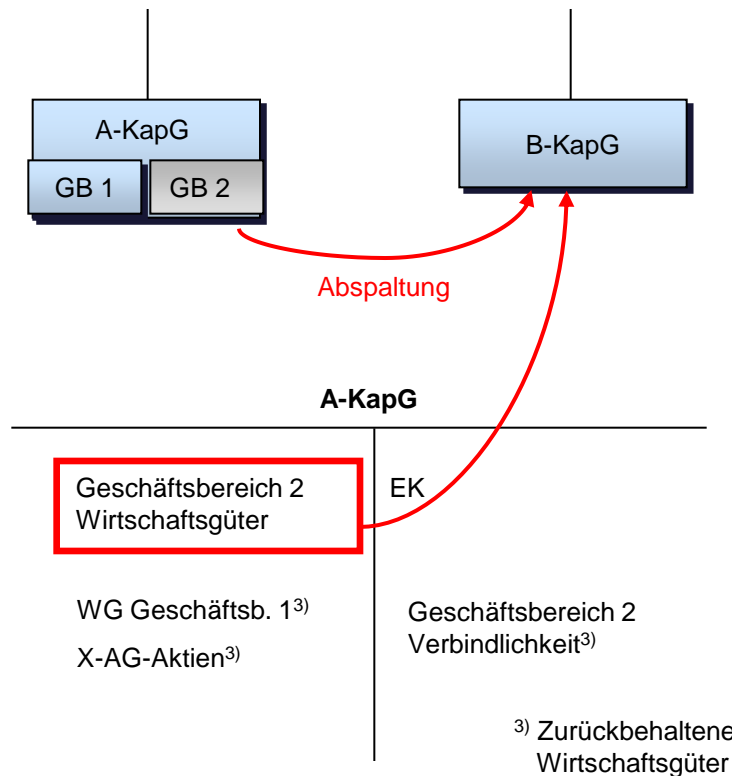 A-KapG
GB 1
GB 2
B-KapG
Abspaltung
A-KapG
Geschäftsbereich 2
Wirtschaftsgüter
EK
WG Geschäftsb. 1³⁾
X-AG-Aktien³⁾
Geschäftsbereich 2
Verbindlichkeit³⁾
³⁾ Zurückbehaltene
Wirtschaftsgüter